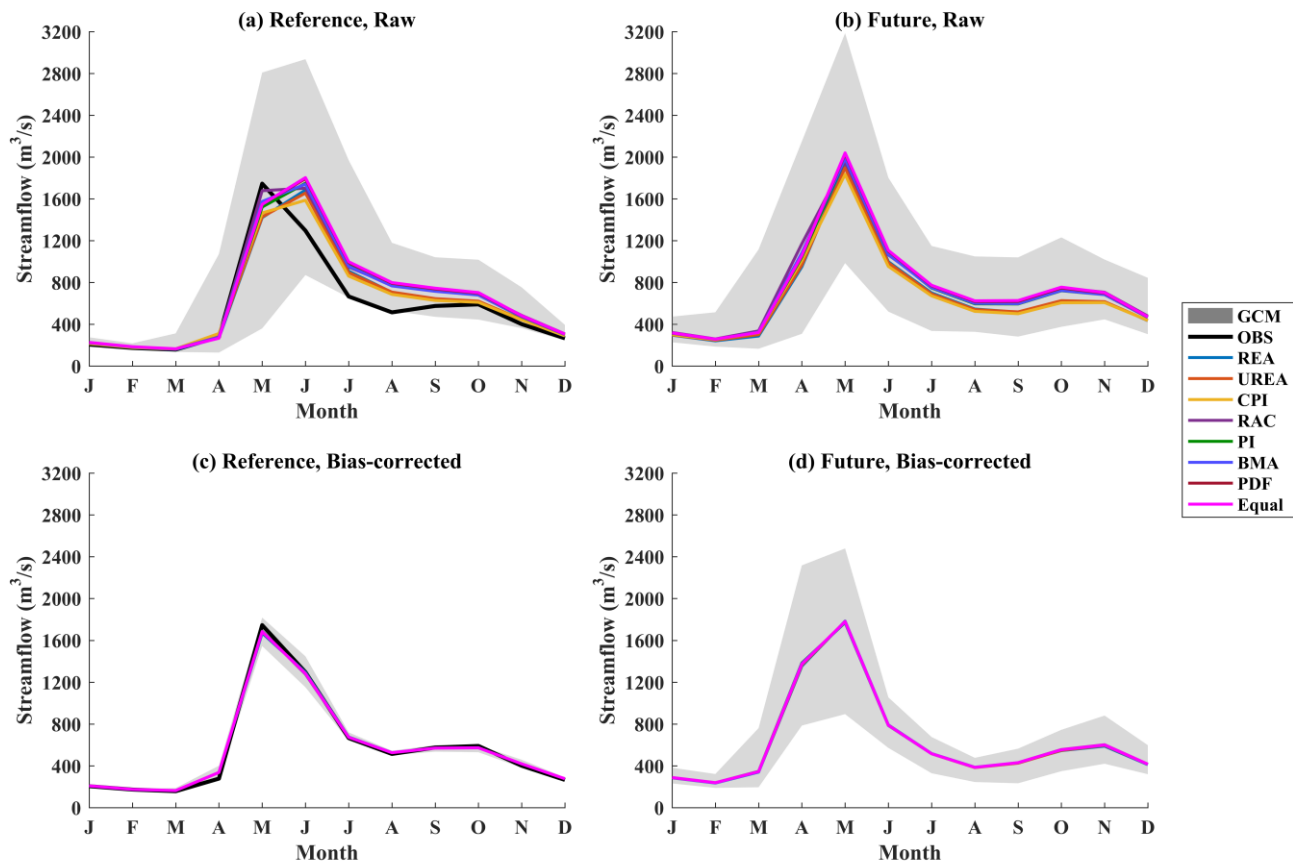 (a) Reference, Raw
3200
2800
2400
2000
1600
1200
800
400
0
Streamflow (m³/s)
J F M A M J J A S O N D
Month
(b) Future, Raw
3200
2800
2400
2000
1600
1200
800
400
0
Streamflow (m³/s)
J F M A M J J A S O N D
Month
GCM
OBS
REA
UREA
CPI
RAC
PI
BMA
PDF
Equal
(c) Reference, Bias-corrected
3200
2800
2400
2000
1600
1200
800
400
0
Streamflow (m³/s)
J F M A M J J A S O N D
Month
(d) Future, Bias-corrected
3200
2800
2400
2000
1600
1200
800
400
0
Streamflow (m³/s)
J F M A M J J A S O N D
Month